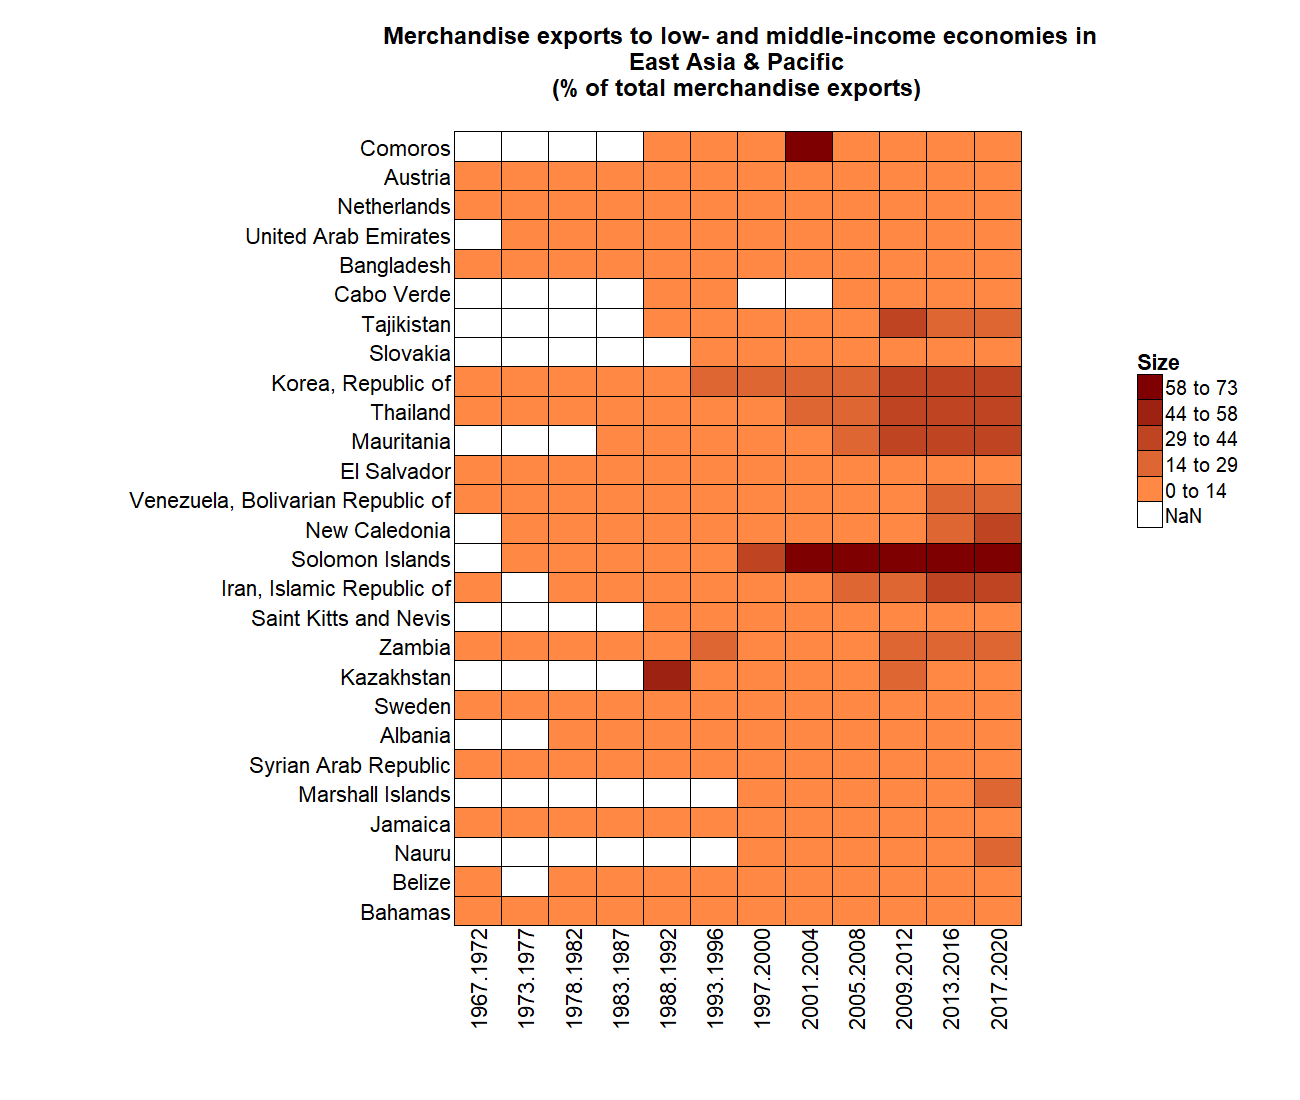 Merchandise exports to low- and middle-income economies in
East Asia & Pacific
(% of total merchandise exports)
Comoros
Austria
Netherlands
United Arab Emirates
Bangladesh
Cabo Verde
Tajikistan
Slovakia
Korea, Republic of
Thailand
Mauritania
El Salvador
Venezuela, Bolivarian Republic of
New Caledonia
Solomon Islands
Iran, Islamic Republic of
Saint Kitts and Nevis
Zambia
Kazakhstan
Sweden
Albania
Syrian Arab Republic
Marshall Islands
Jamaica
Nauru
Belize
Bahamas
1967.1972
1973.1977
1978.1982
1983.1987
1988.1992
1993.1996
1997.2000
2001.2004
2005.2008
2009.2012
2013.2016
2017.2020
Size
58 to 73
44 to 58
29 to 44
14 to 29
0 to 14
NaN